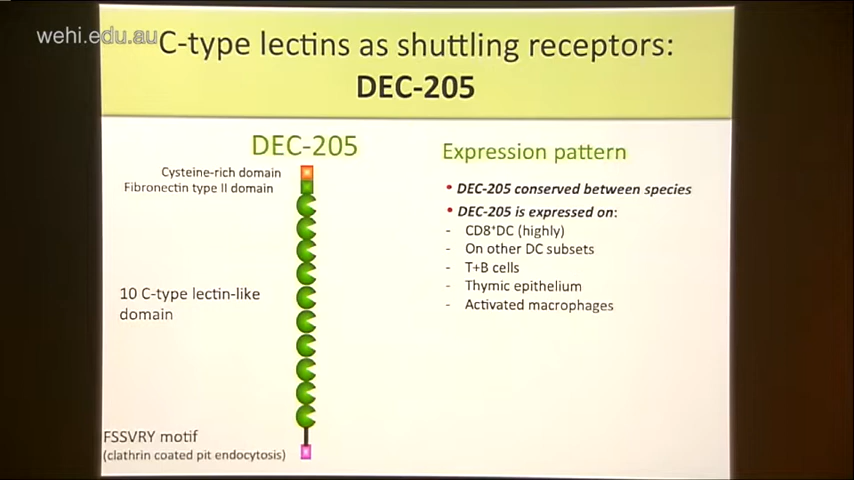 wehi.edu.au
C-type lectins as shuttling receptors:
DEC-205
DEC-205
Cysteine-rich domain
Fibronectin type II domain
10 C-type lectin-like
domain
FSSVRY motif
(clathrin coated pit endocytosis)
Expression pattern
• DEC-205 conserved between species
• DEC-205 is expressed on:
- CD8⁺DC (highly)
- On other DC subsets
- T+B cells
- Thymic epithelium
- Activated macrophages